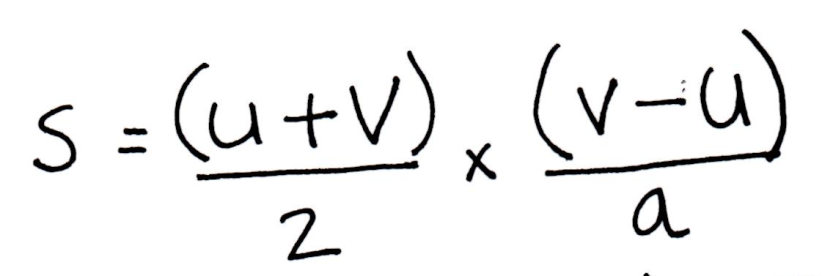 S = (u+v)/2 × (v-u)/a